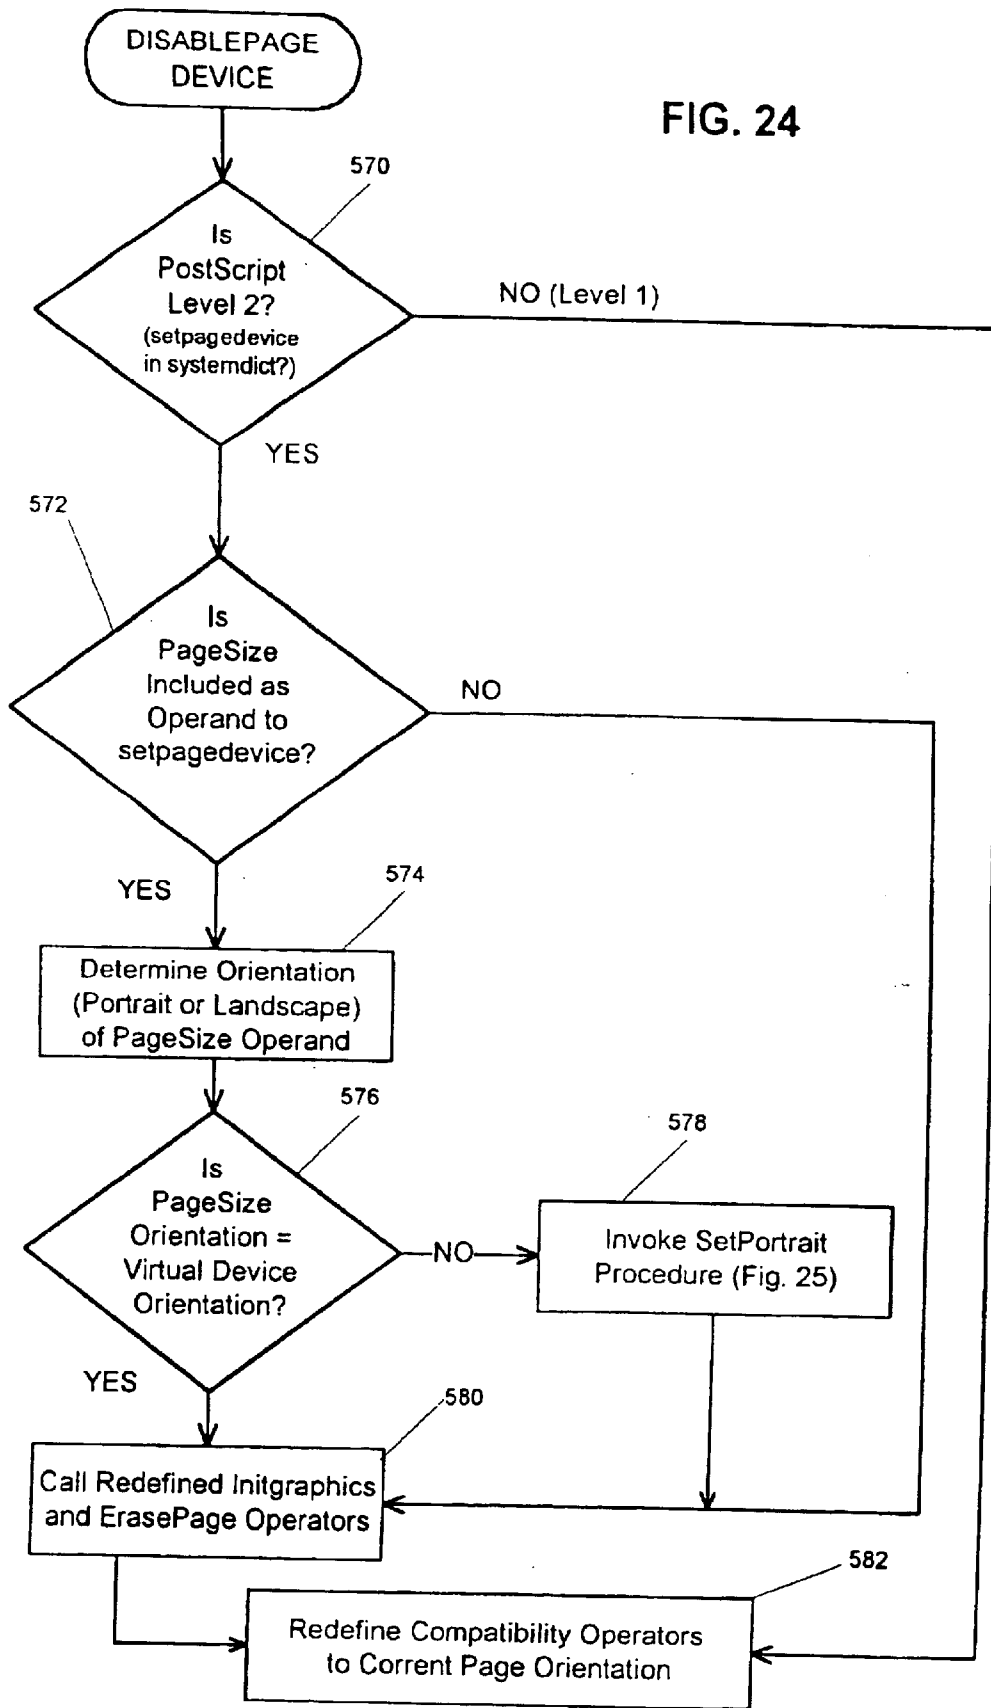 DISABLEPAGE
DEVICE
FIG. 24
570
Is
PostScript
Level 2?
(setpagedevice
in systemdict?)
NO (Level 1)
YES
572
Is
PageSize
Included as
Operand to
setpagedevice?
NO
YES
574
Determine Orientation
(Portrait or Landscape)
of PageSize Operand
576
Is
PageSize
Orientation =
Virtual Device
Orientation?
NO
578
Invoke SetPortrait
Procedure (Fig. 25)
YES
580
Call Redefined Initgraphics
and ErasePage Operators
582
Redefine Compatibility Operators
to Corrent Page Orientation